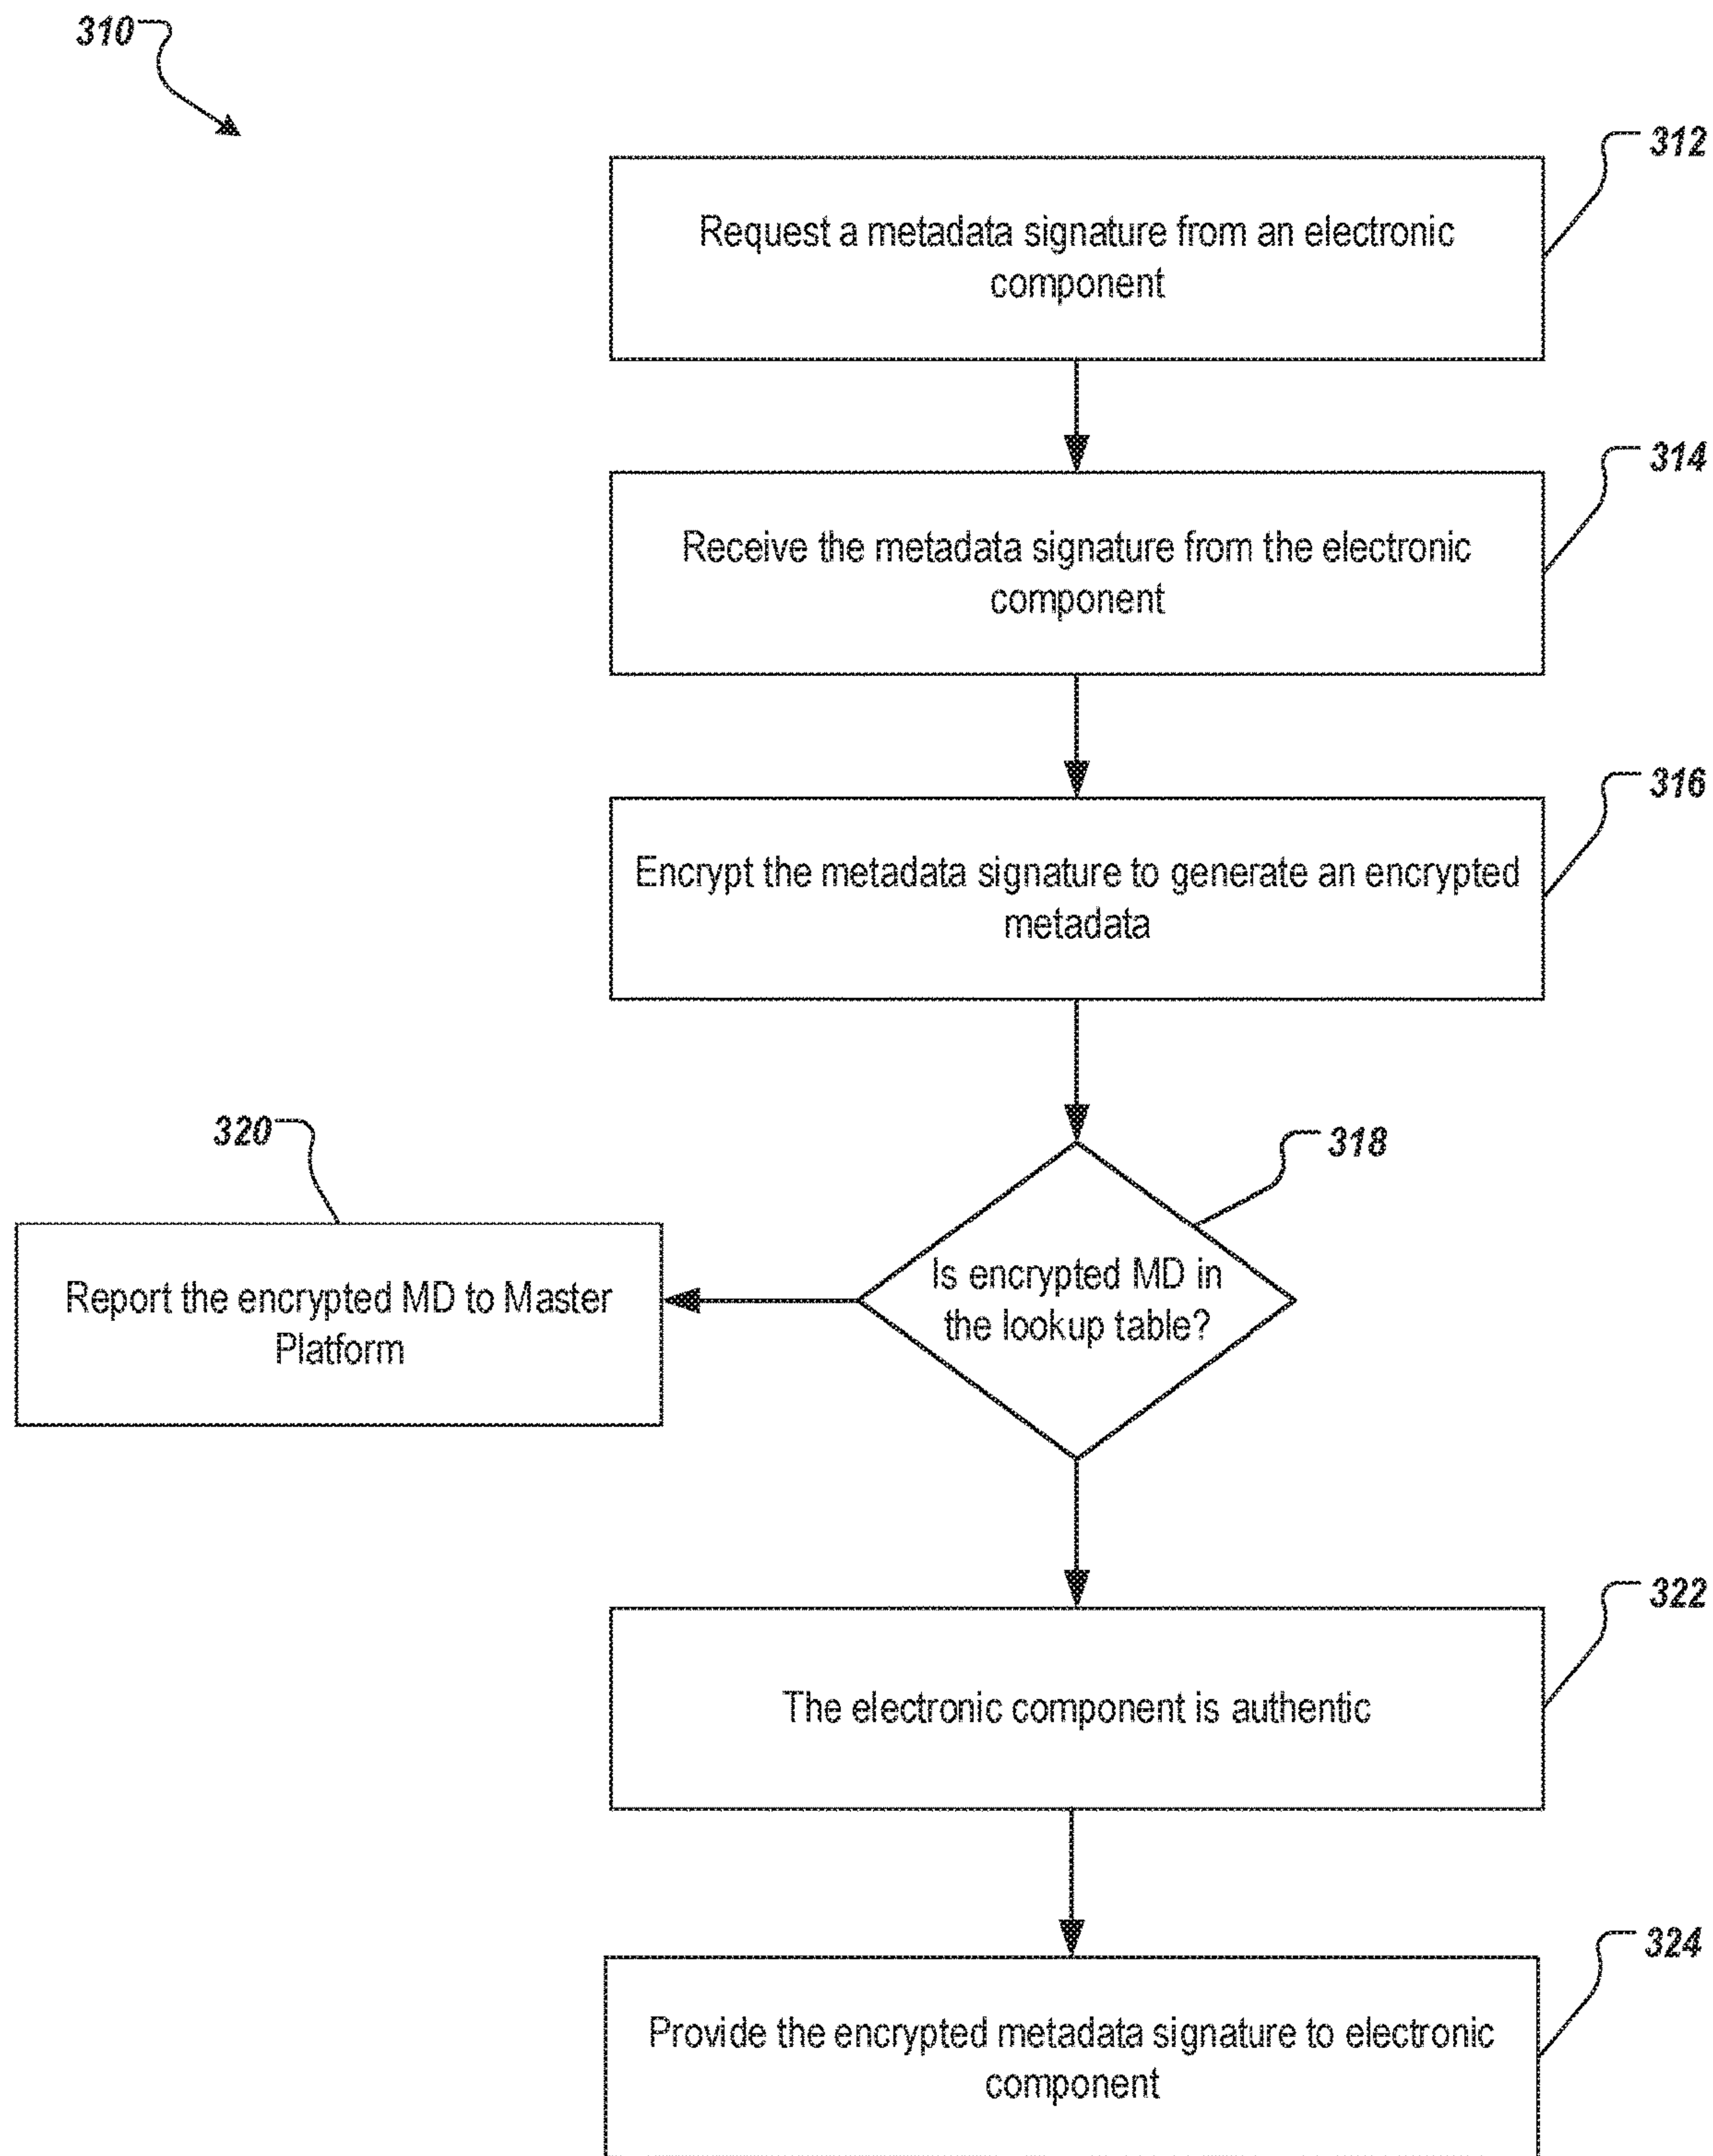 310
312
Request a metadata signature from an electronic
component
314
Receive the metadata signature from the electronic
component
316
Encrypt the metadata signature to generate an encrypted
metadata
320
318
Report the encrypted MD to Master
Platform
Is encrypted MD in
the lookup table?
322
The electronic component is authentic
324
Provide the encrypted metadata signature to electronic
component